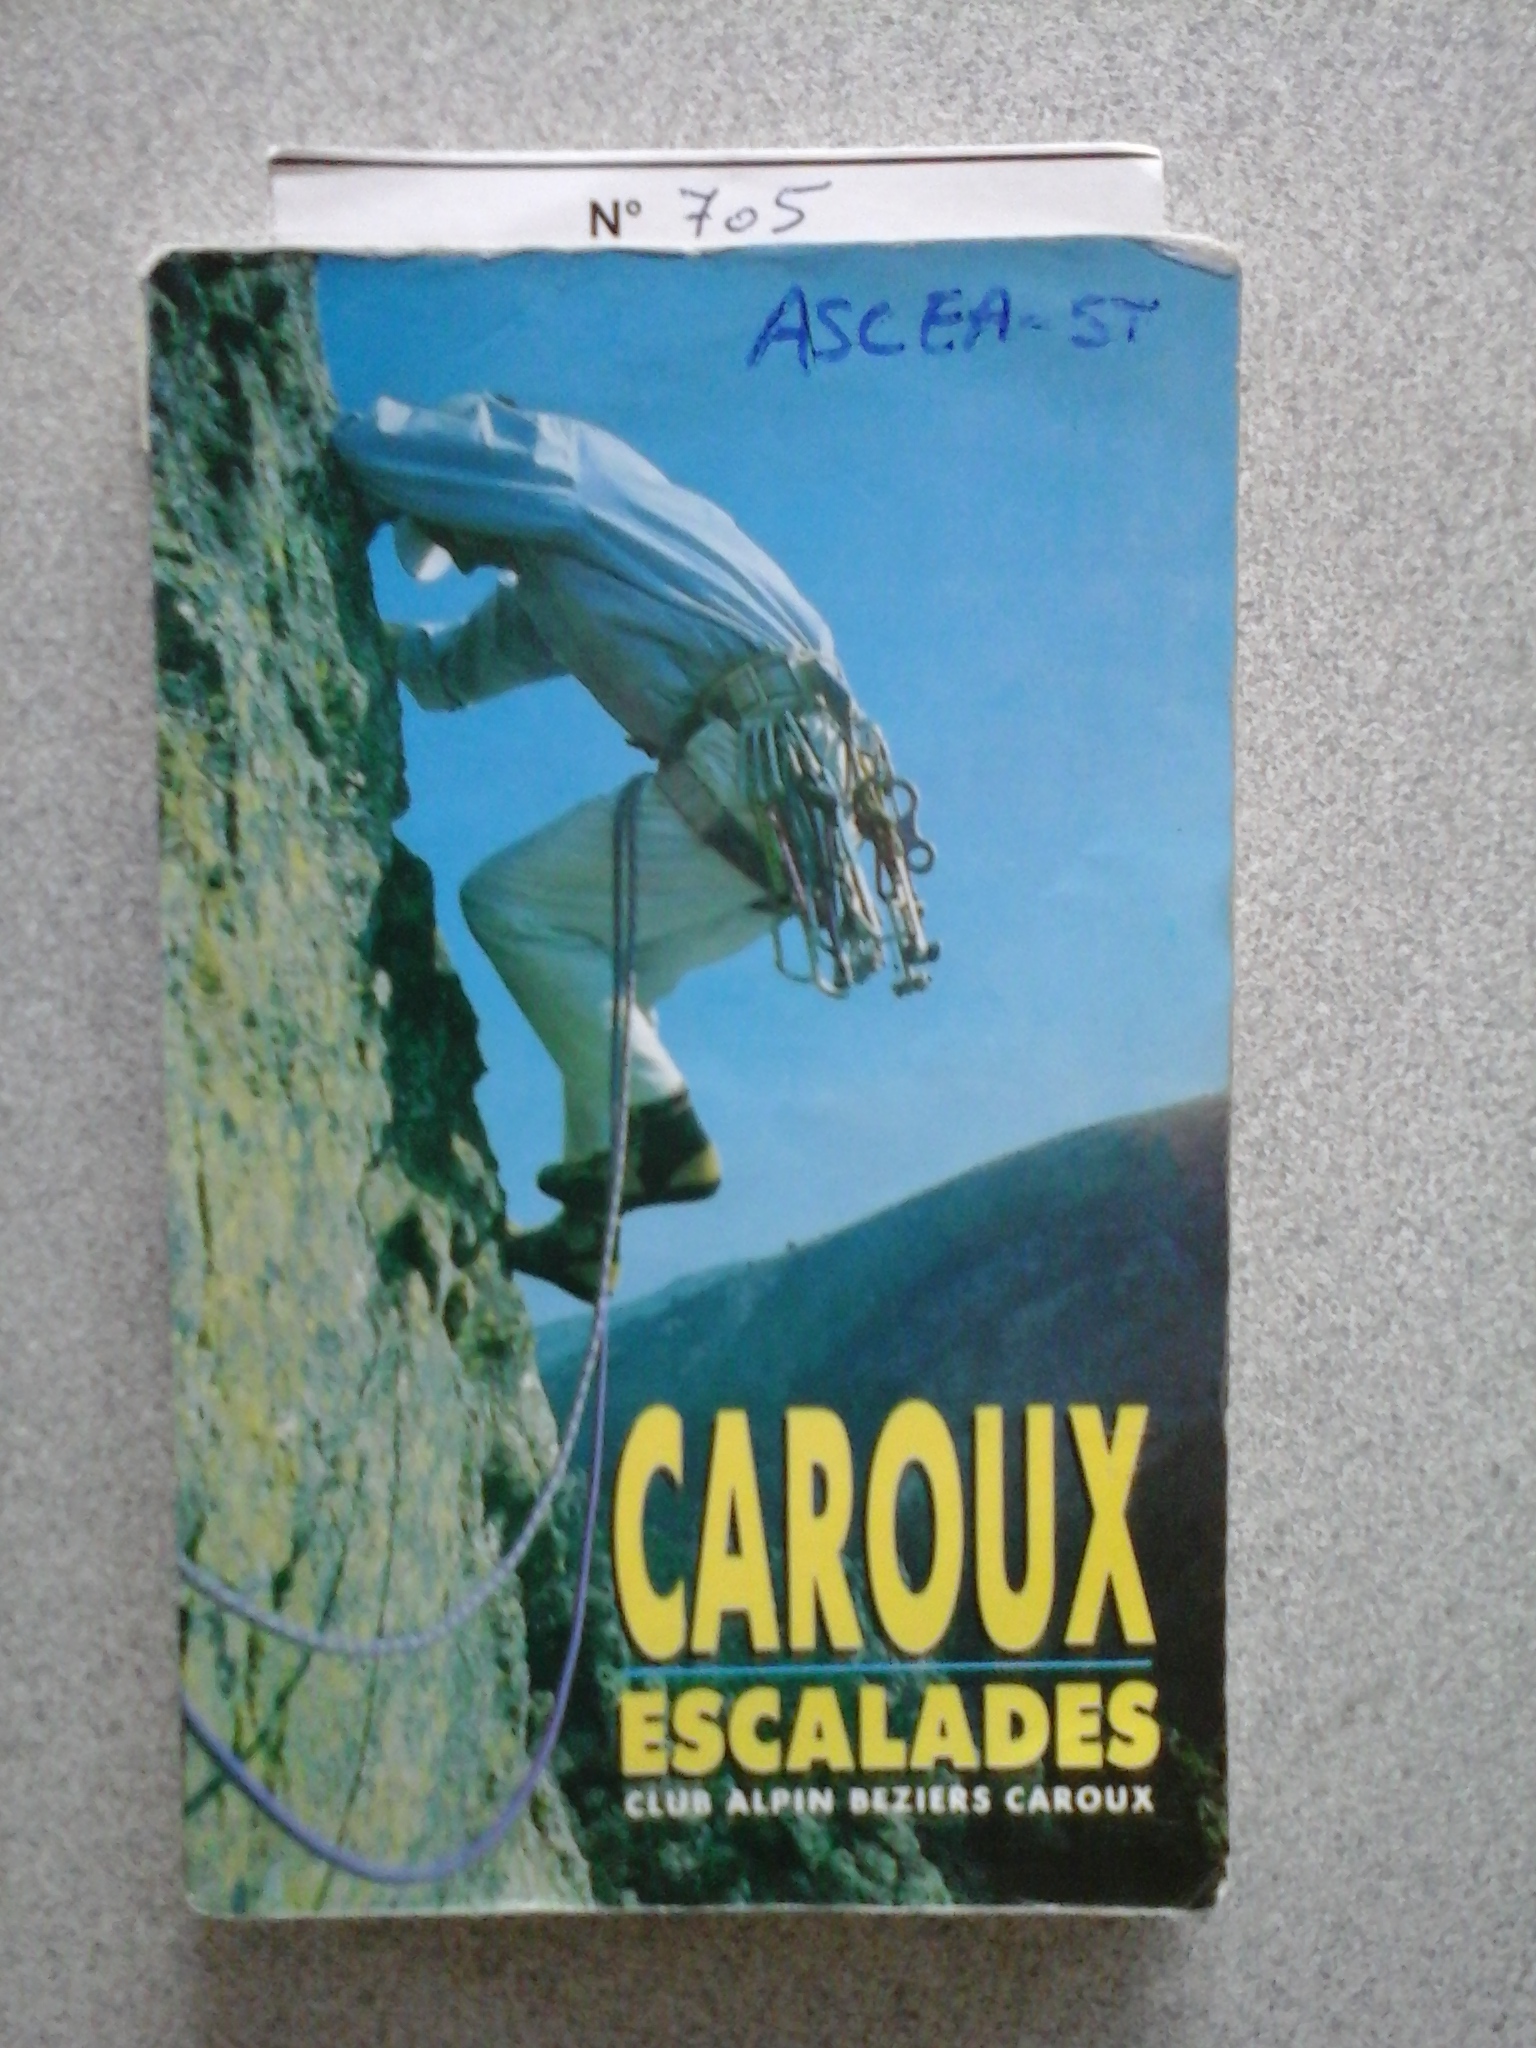 N° 705
ASCEA-ST
CAROUX
ESCALADES
CLUB ALPIN BEZIERS CAROUX